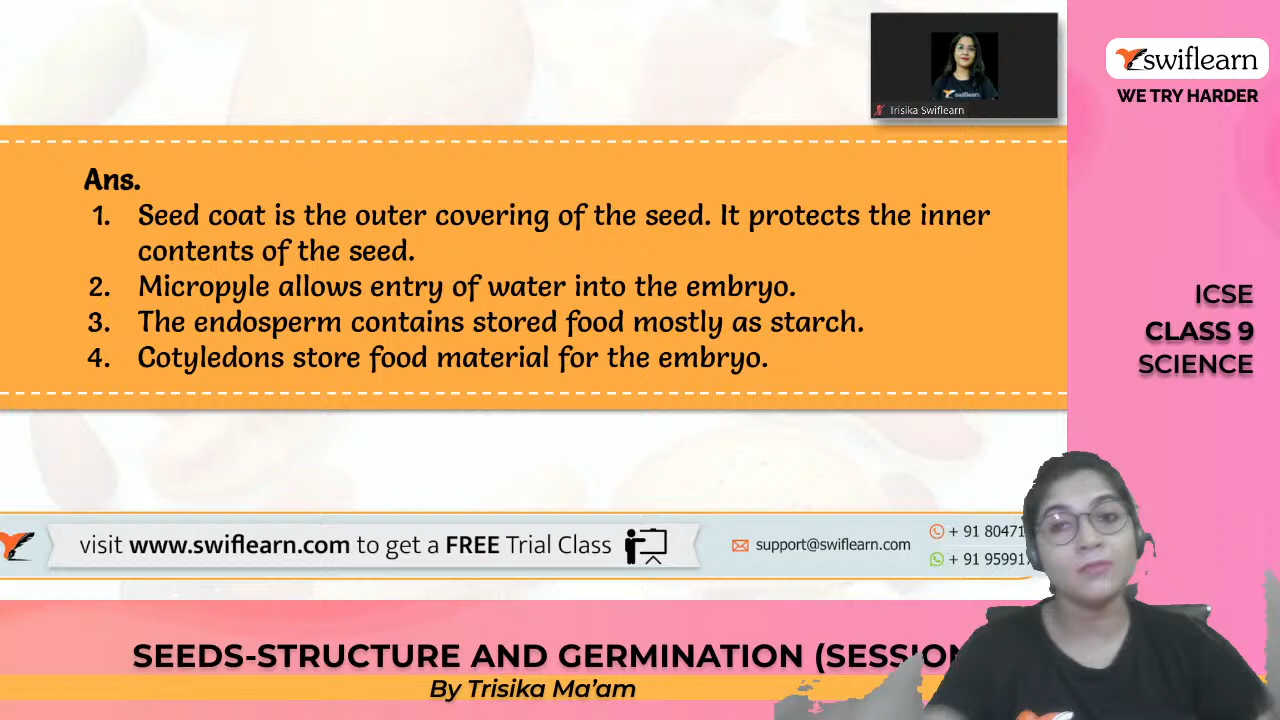 swiflearn
Trisika Swiflearn
swiflearn
WE TRY HARDER
Ans.
1. Seed coat is the outer covering of the seed. It protects the inner
contents of the seed.
2. Micropyle allows entry of water into the embryo.
3. The endosperm contains stored food mostly as starch.
4. Cotyledons store food material for the embryo.
ICSE
CLASS 9
SCIENCE
visit www.swiflearn.com to get a FREE Trial Class
support@swiflearn.com
+ 91 80471
+ 91 9599
SEEDS-STRUCTURE AND GERMINATION (SESSION
By Trisika Ma'am